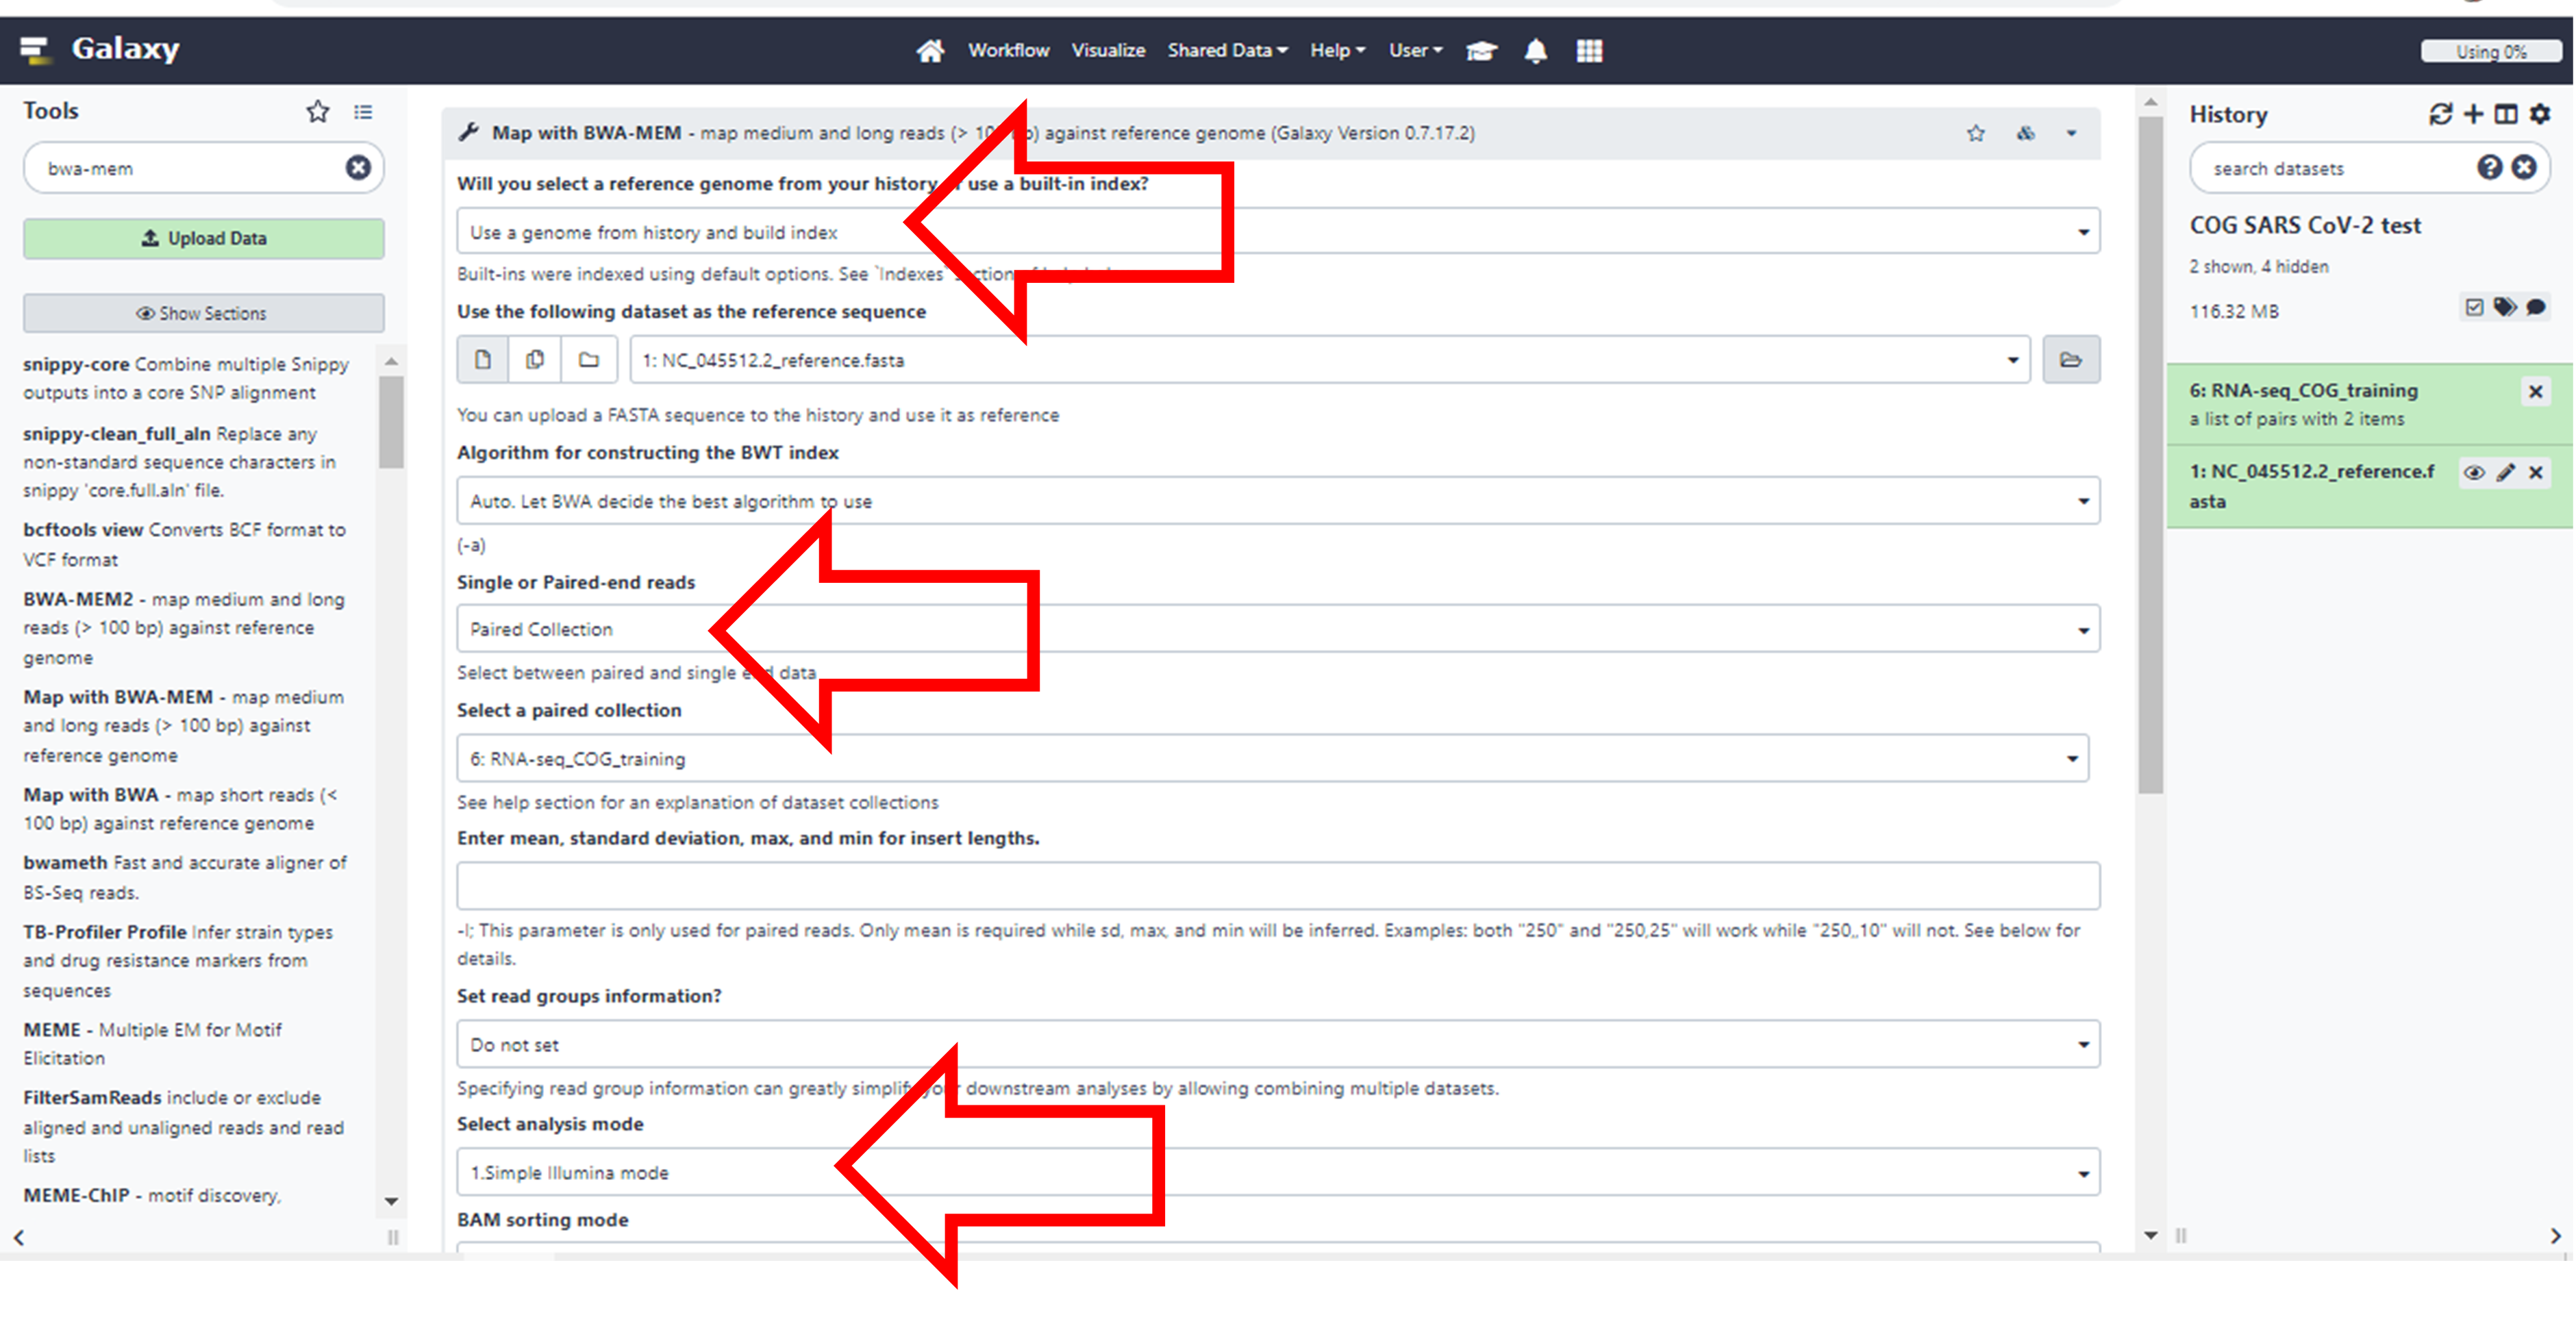 Galaxy
Workflow Visualize Shared Data Help User
Using 0%
Tools
bwa-mem
Upload Data
Show Sections
snippy-core Combine multiple Snippy
outputs into a core SNP alignment
snippy-clean_full_aln Replace any
non-standard sequence characters in
snippy 'core.full.aln' file.
bcftools view Converts BCF format to
VCF format
BWA-MEM2 - map medium and long
reads (> 100 bp) against reference
genome
Map with BWA-MEM - map medium
and long reads (> 100 bp) against
reference genome
Map with BWA - map short reads (<
100 bp) against reference genome
bwameth Fast and accurate aligner of
BS-Seq reads.
TB-Profiler Profile Infer strain types
and drug resistance markers from
sequences
MEME - Multiple EM for Motif
Elicitation
FilterSamReads include or exclude
aligned and unaligned reads and read
lists
MEME-ChIP - motif discovery,
Map with BWA-MEM - map medium and long reads (> 100 bp) against reference genome (Galaxy Version 0.7.17.2)
Will you select a reference genome from your history or use a built-in index?
Use a genome from history and build index
Built-ins were indexed using default options. See `Indexes` section of
Use the following dataset as the reference sequence
1: NC_045512.2_reference.fasta
You can upload a FASTA sequence to the history and use it as reference
Algorithm for constructing the BWT index
Auto. Let BWA decide the best algorithm to use
(-a)
Single or Paired-end reads
Paired Collection
Select between paired and single end data
Select a paired collection
6: RNA-seq_COG_training
See help section for an explanation of dataset collections
Enter mean, standard deviation, max, and min for insert lengths.
-I; This parameter is only used for paired reads. Only mean is required while sd, max, and min will be inferred. Examples: both "250" and "250,25" will work while "250,,10" will not. See below for
details.
Set read groups information?
Do not set
Specifying read group information can greatly simplify your downstream analyses by allowing combining multiple datasets.
Select analysis mode
1.Simple Illumina mode
BAM sorting mode
History
search datasets
COG SARS CoV-2 test
2 shown, 4 hidden
116.32 MB
6: RNA-seq_COG_training
a list of pairs with 2 items
1: NC_045512.2_reference.f
asta